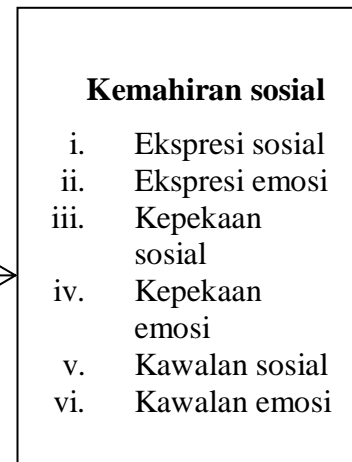 Kemahiran sosial
i. Ekspresi sosial
ii. Ekspresi emosi
iii. Kepekaan
sosial
iv. Kepekaan
emosi
v. Kawalan sosial
vi. Kawalan emosi